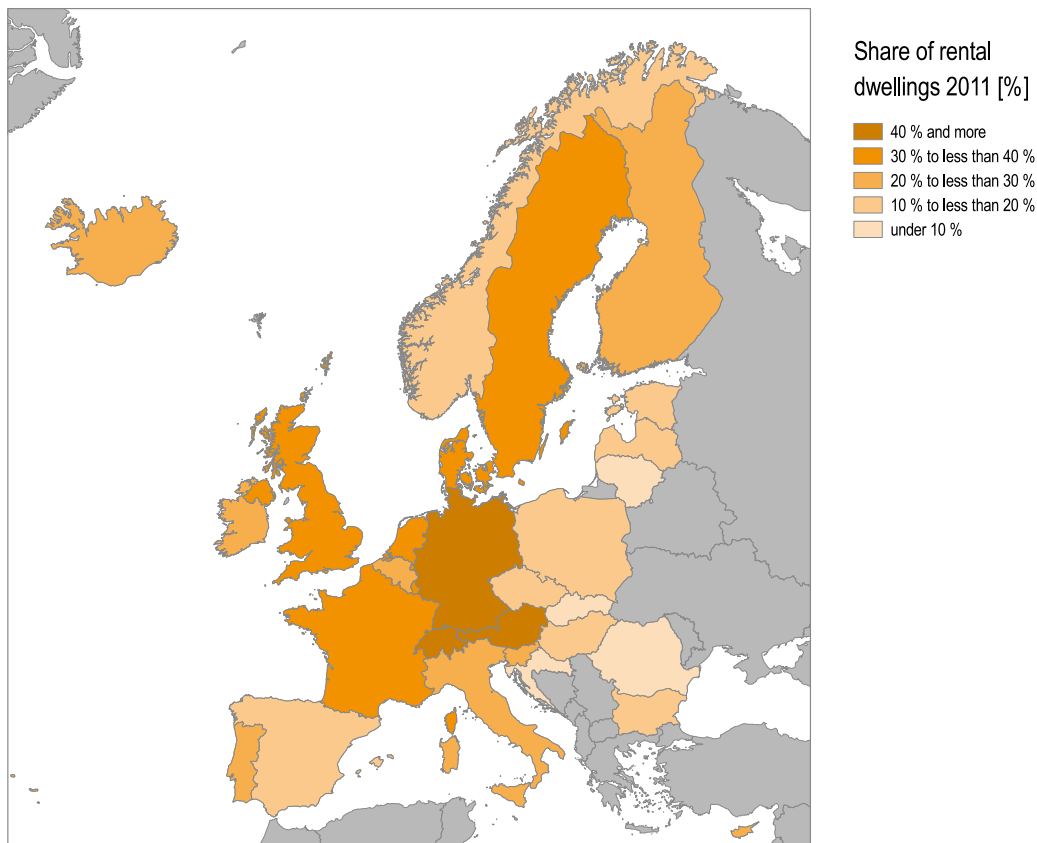 Share of rental
dwellings 2011 [%]
40 % and more
30 % to less than 40 %
20 % to less than 30 %
10 % to less than 20 %
under 10 %